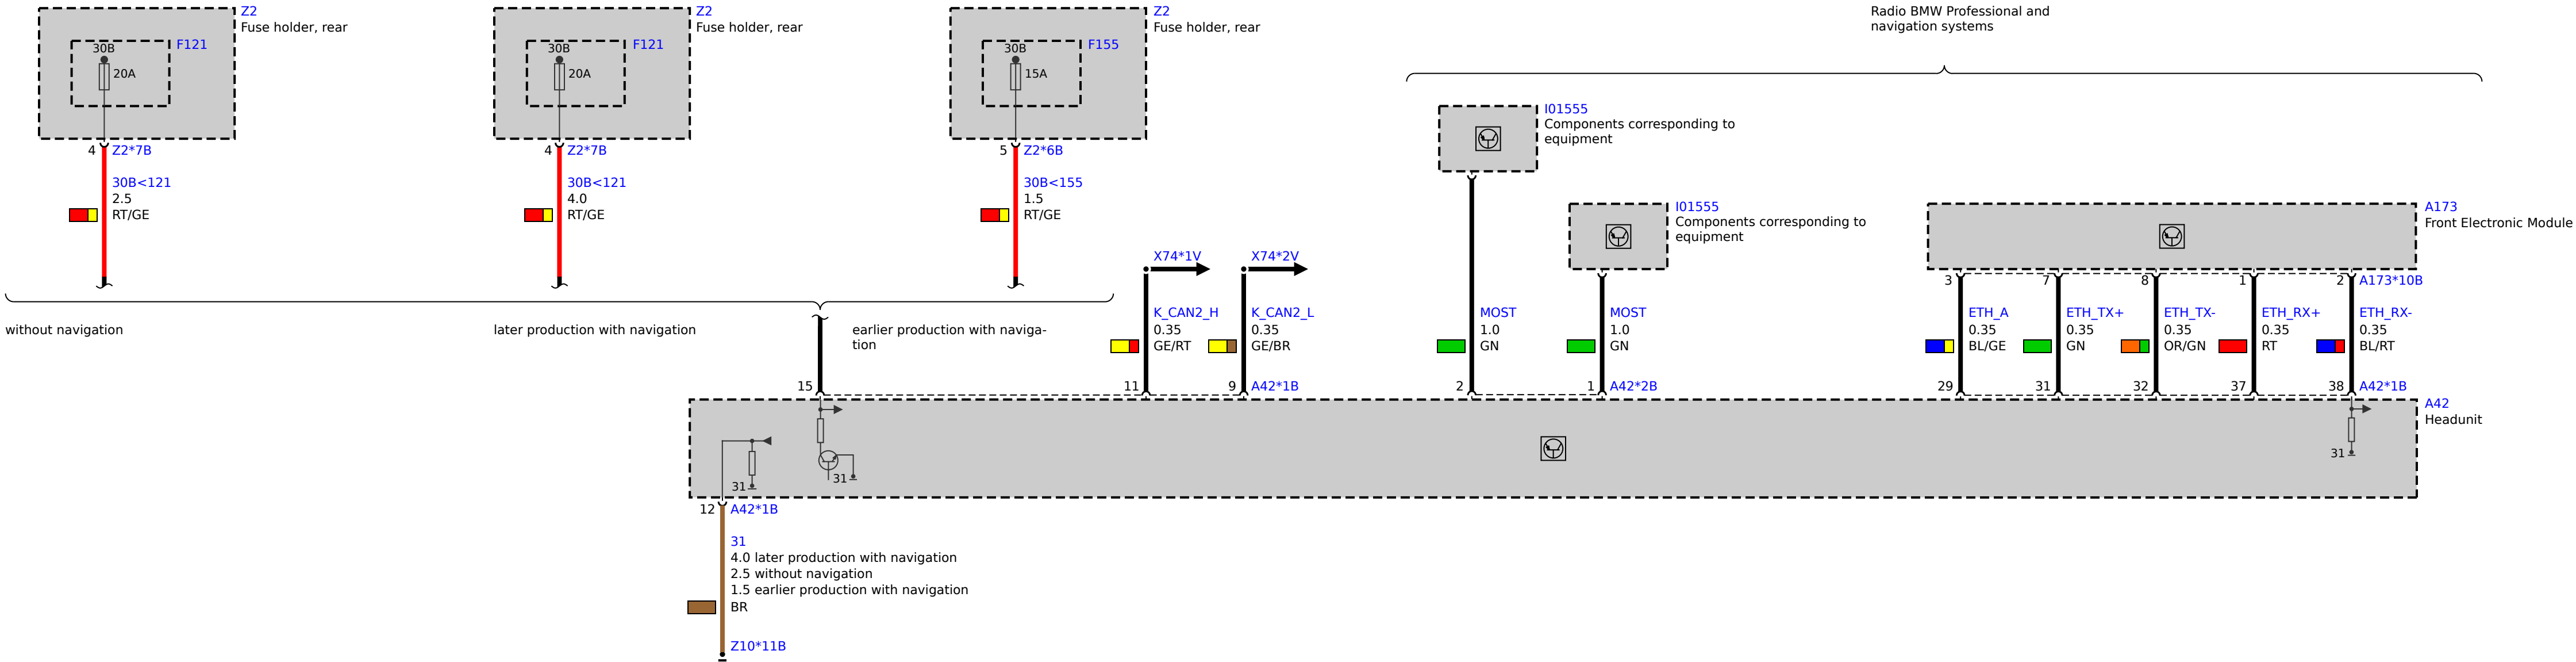 Z2
Fuse holder, rear
F121
30B
20A
4
Z2*7B
30B<121
2.5
RT/GE
Z2
Fuse holder, rear
F121
30B
20A
4
Z2*7B
30B<121
4.0
RT/GE
Z2
Fuse holder, rear
F155
30B
15A
5
Z2*6B
30B<155
1.5
RT/GE
Radio BMW Professional and
navigation systems
I01555
Components corresponding to
equipment
I01555
Components corresponding to
equipment
A173
Front Electronic Module
without navigation
later production with navigation
earlier production with naviga-
tion
15
X74*1V
K_CAN2_H
0.35
GE/RT
11
X74*2V
K_CAN2_L
0.35
GE/BR
9
A42*1B
MOST
1.0
GN
2
MOST
1.0
GN
1
A42*2B
3
ETH_A
0.35
BL/GE
29
7
ETH_TX+
0.35
GN
31
8
ETH_TX-
0.35
OR/GN
32
1
ETH_RX+
0.35
RT
37
2
A173*10B
ETH_RX-
0.35
BL/RT
38
A42*1B
A42
Headunit
31
31
31
12
A42*1B
31
4.0 later production with navigation
2.5 without navigation
1.5 earlier production with navigation
BR
Z10*11B